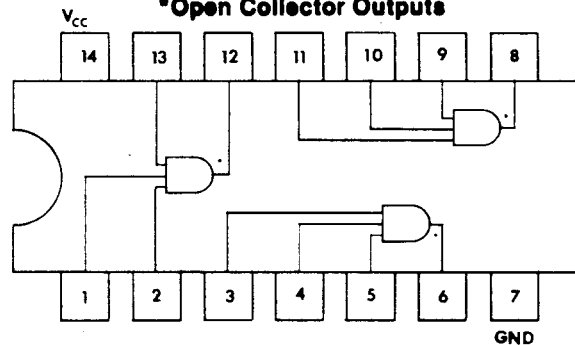 *Open Collector Outputs
VCC
14 13 12 11 10 9 8
* *
*
1 2 3 4 5 6 7
GND